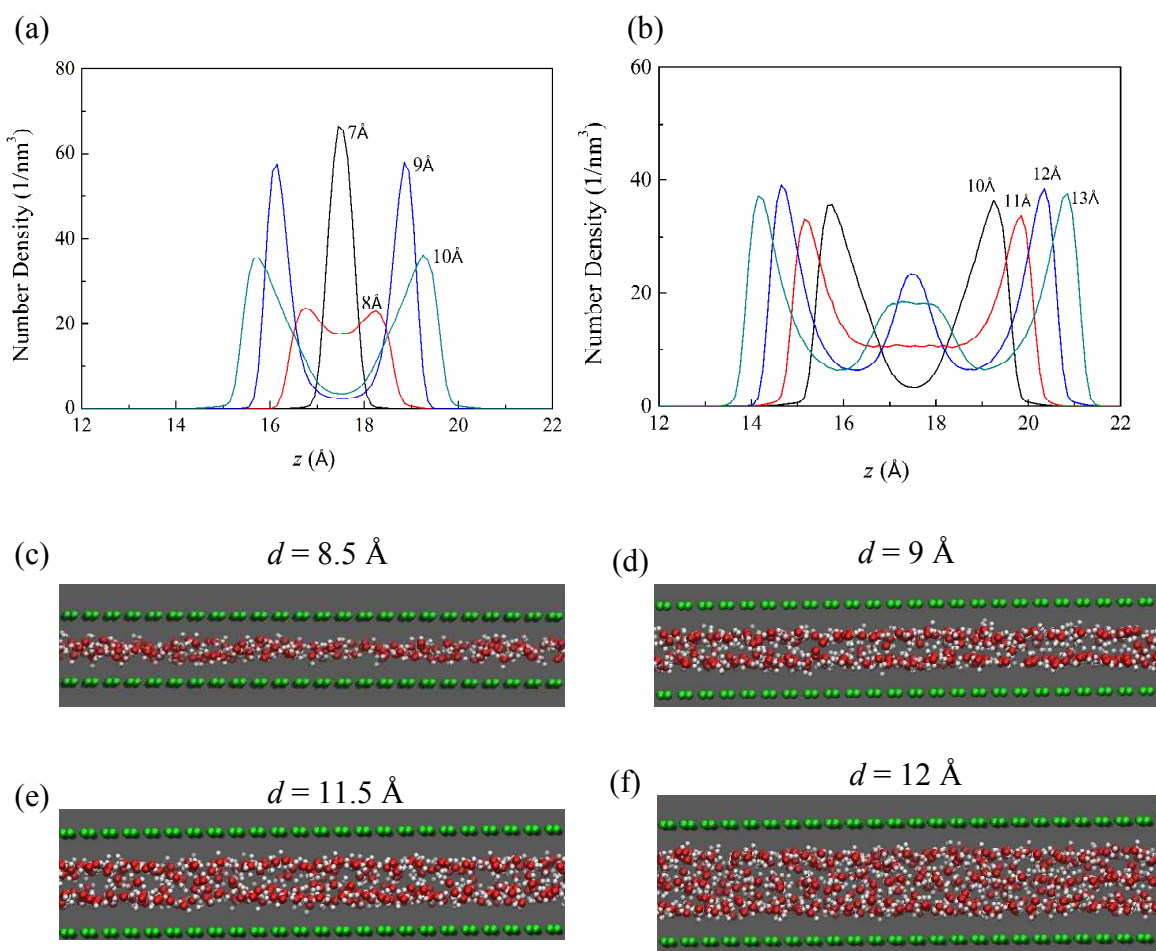 (a)
80
60
40
20
0
Number Density (1/nm³)
7Å
9Å
10Å
8Å
12 14 16 18 20 22
z (Å)
(b)
60
40
20
0
Number Density (1/nm³)
10Å
11Å
12Å
13Å
12 14 16 18 20 22
z (Å)
(c)
d = 8.5 Å
(d)
d = 9 Å
(e)
d = 11.5 Å
(f)
d = 12 Å